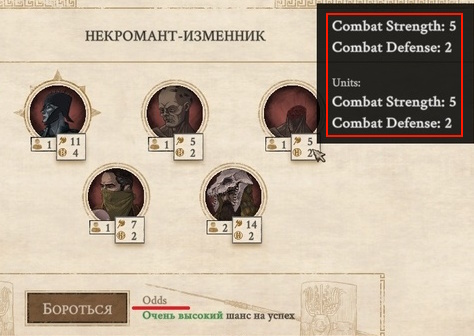 Combat Strength: 5
Combat Defense: 2
Units:
Combat Strength: 5
Combat Defense: 2
НЕКРОМАНТ-ИЗМЕННИК
1 11
4
1 5
2
1 5
2
1 7
2
2 14
2
БОРОТЬСЯ
Odds
Очень высокий шанс на успех